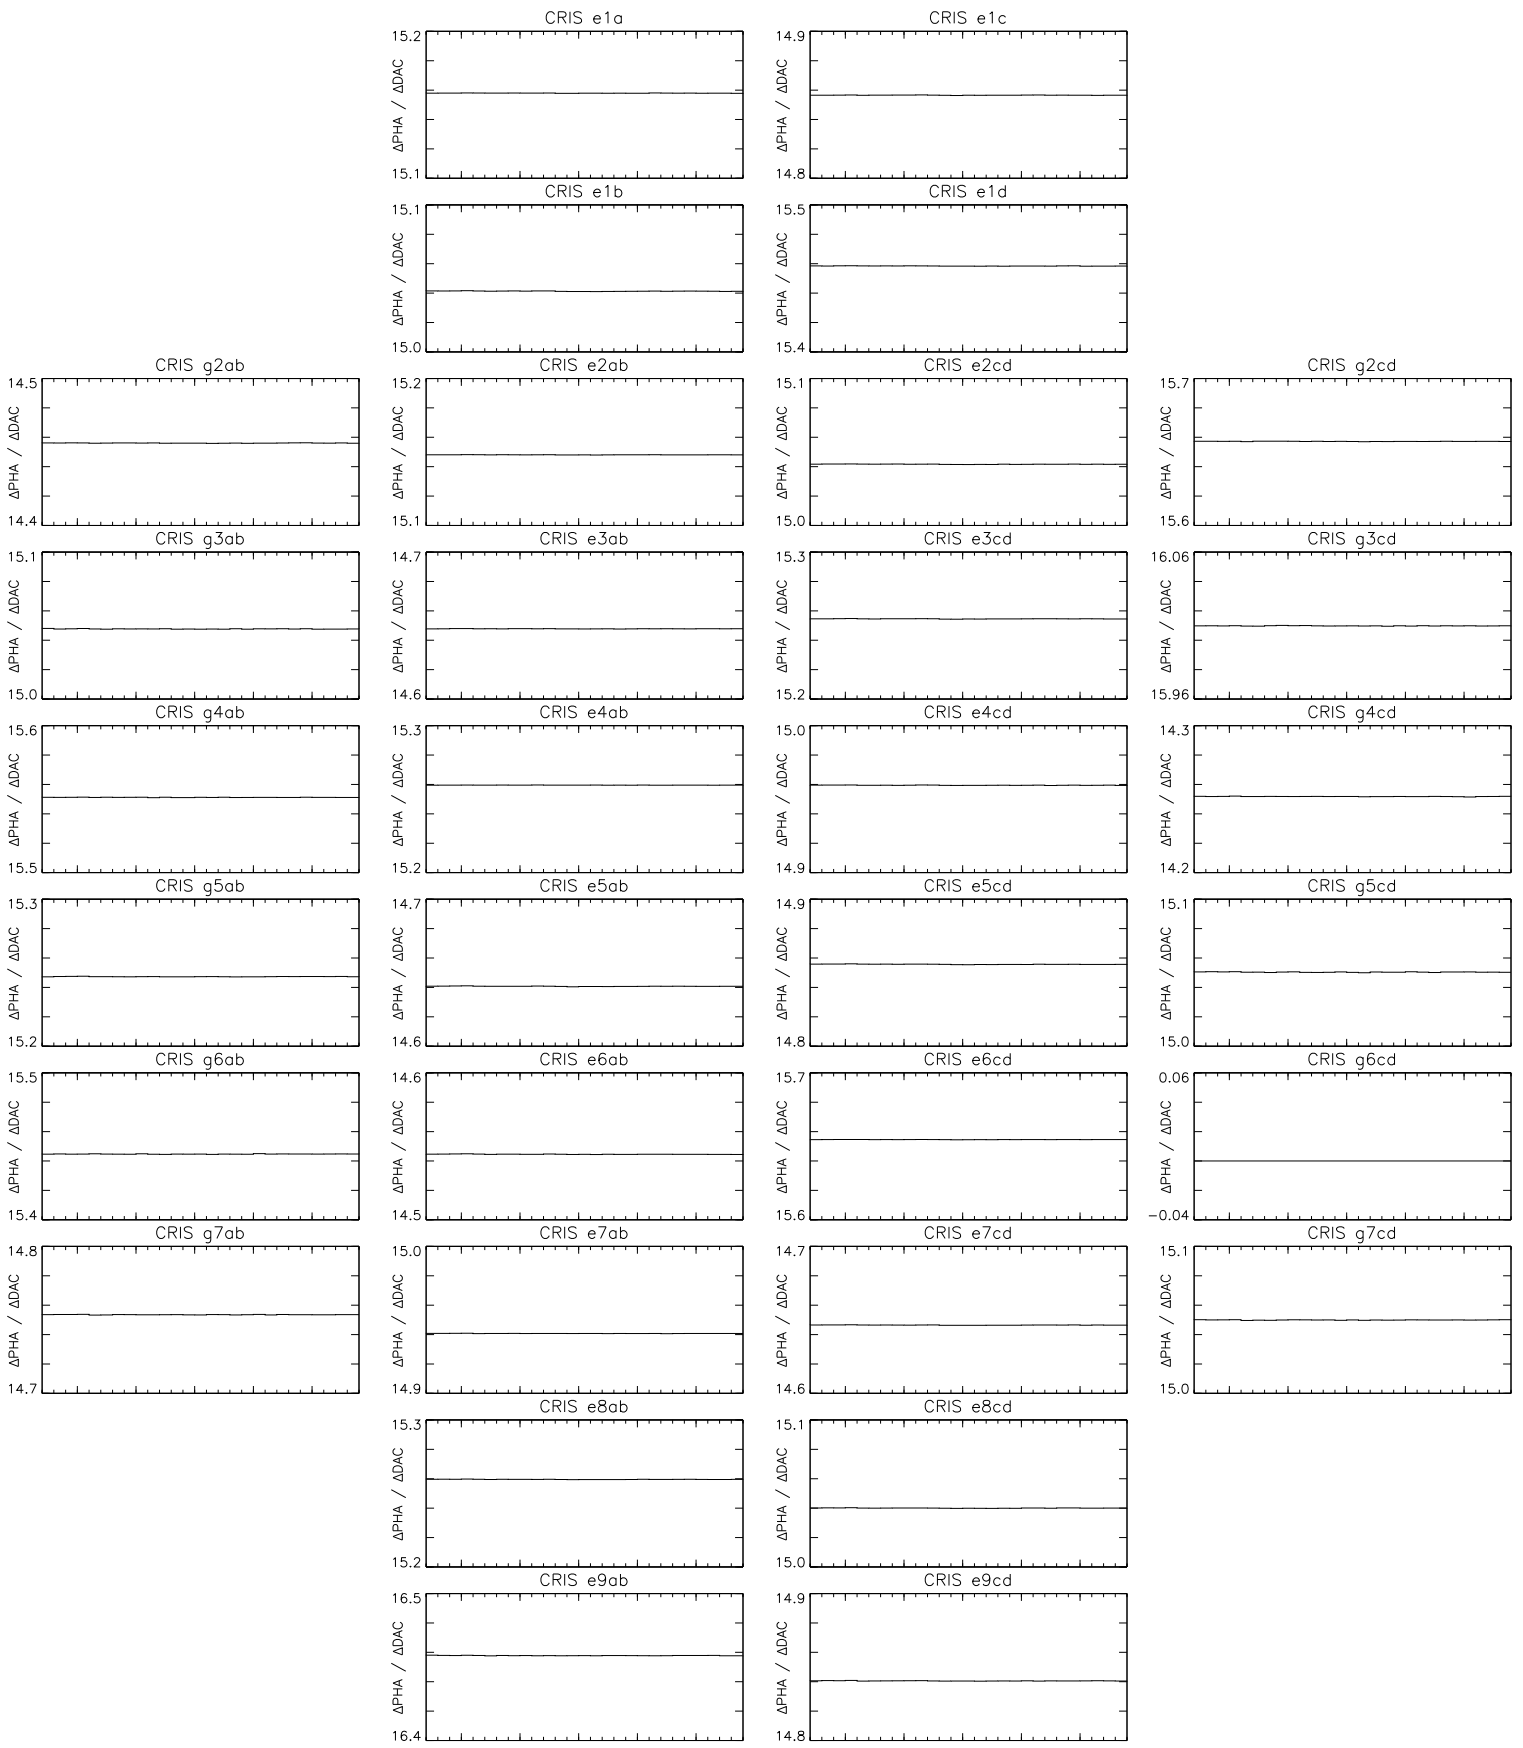 CRIS e1a
CRIS e1c
15.2
ΔPHA / ΔDAC
15.1
14.9
ΔPHA / ΔDAC
14.8
CRIS e1b
CRIS e1d
15.1
ΔPHA / ΔDAC
15.0
15.5
ΔPHA / ΔDAC
15.4
CRIS g2ab
CRIS e2ab
CRIS e2cd
CRIS g2cd
14.5
ΔPHA / ΔDAC
14.4
15.2
ΔPHA / ΔDAC
15.1
15.1
ΔPHA / ΔDAC
15.0
15.7
ΔPHA / ΔDAC
15.6
CRIS g3ab
CRIS e3ab
CRIS e3cd
CRIS g3cd
15.1
ΔPHA / ΔDAC
15.0
14.7
ΔPHA / ΔDAC
14.6
15.3
ΔPHA / ΔDAC
15.2
16.06
ΔPHA / ΔDAC
15.96
CRIS g4ab
CRIS e4ab
CRIS e4cd
CRIS g4cd
15.6
ΔPHA / ΔDAC
15.5
15.3
ΔPHA / ΔDAC
15.2
15.0
ΔPHA / ΔDAC
14.9
14.3
ΔPHA / ΔDAC
14.2
CRIS g5ab
CRIS e5ab
CRIS e5cd
CRIS g5cd
15.3
ΔPHA / ΔDAC
15.2
14.7
ΔPHA / ΔDAC
14.6
14.9
ΔPHA / ΔDAC
14.8
15.1
ΔPHA / ΔDAC
15.0
CRIS g6ab
CRIS e6ab
CRIS e6cd
CRIS g6cd
15.5
ΔPHA / ΔDAC
15.4
14.6
ΔPHA / ΔDAC
14.5
15.7
ΔPHA / ΔDAC
15.6
0.06
ΔPHA / ΔDAC
−0.04
CRIS g7ab
CRIS e7ab
CRIS e7cd
CRIS g7cd
14.8
ΔPHA / ΔDAC
14.7
15.0
ΔPHA / ΔDAC
14.9
14.7
ΔPHA / ΔDAC
14.6
15.1
ΔPHA / ΔDAC
15.0
CRIS e8ab
CRIS e8cd
15.3
ΔPHA / ΔDAC
15.2
15.1
ΔPHA / ΔDAC
15.0
CRIS e9ab
CRIS e9cd
16.5
ΔPHA / ΔDAC
16.4
14.9
ΔPHA / ΔDAC
14.8